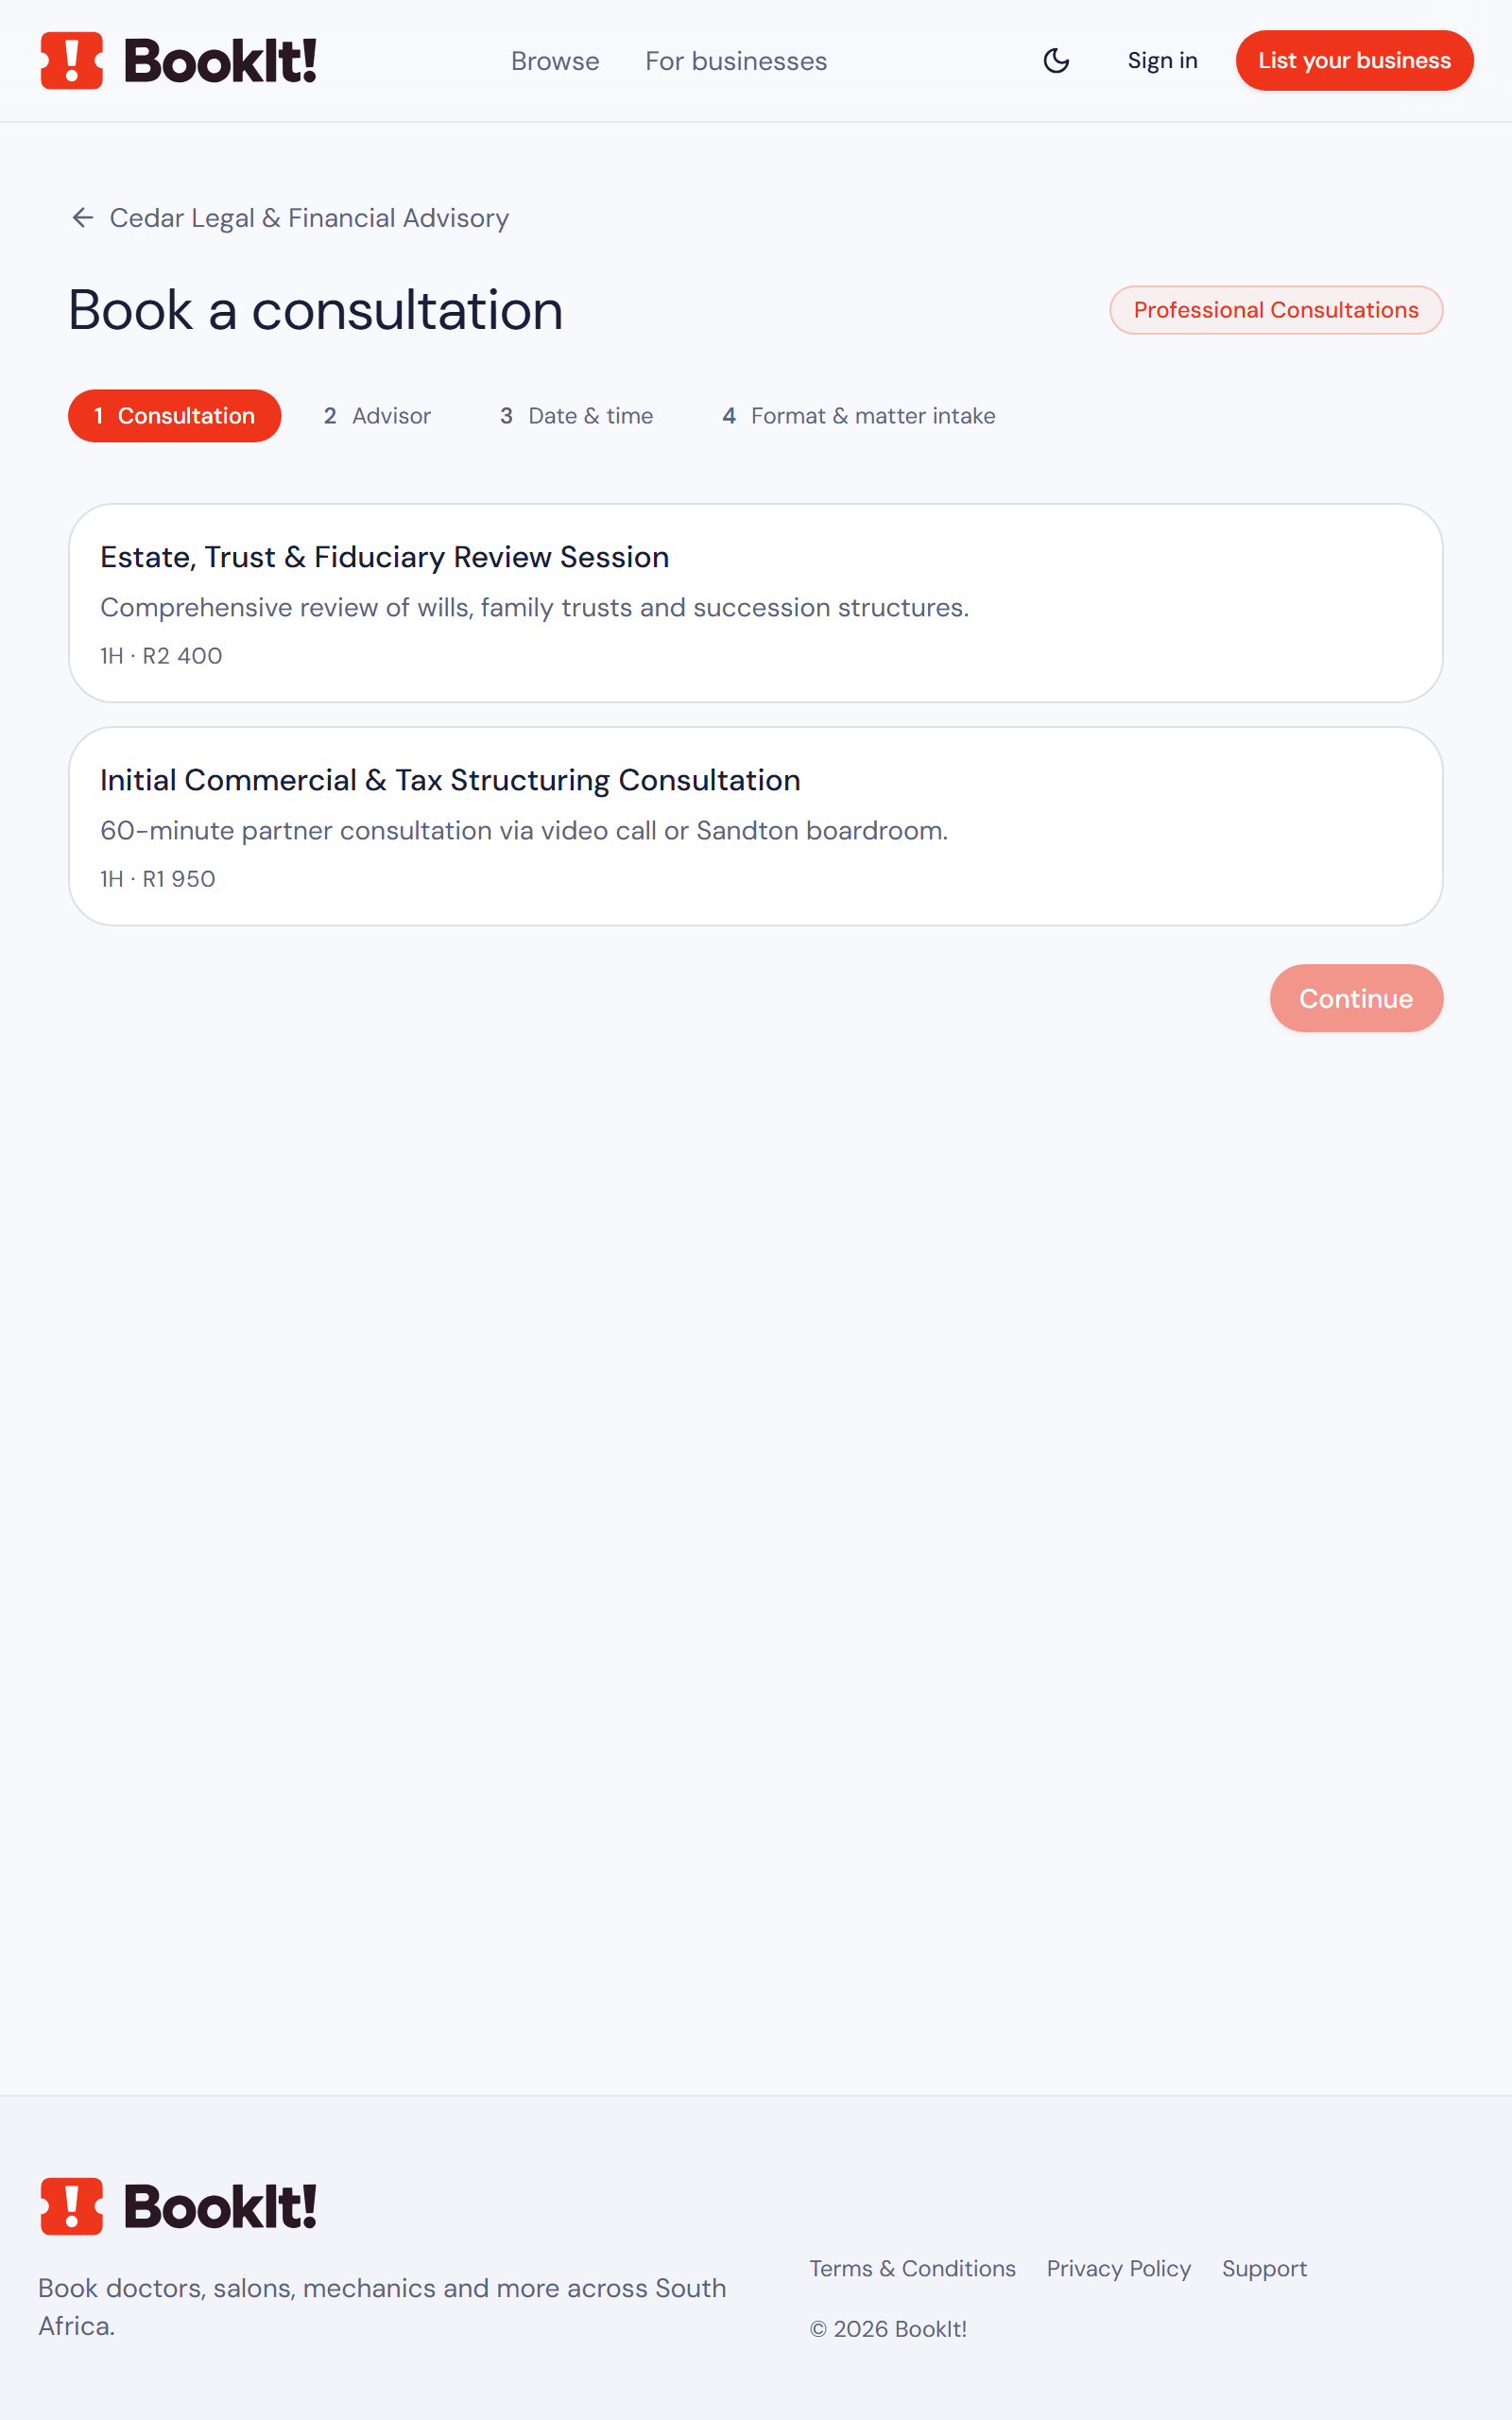 BookIt!
Browse
For businesses
Sign in
List your business
Cedar Legal & Financial Advisory
Book a consultation
Professional Consultations
1 Consultation
2 Advisor
3 Date & time
4 Format & matter intake
Estate, Trust & Fiduciary Review Session
Comprehensive review of wills, family trusts and succession structures.
1H · R2 400
Initial Commercial & Tax Structuring Consultation
60-minute partner consultation via video call or Sandton boardroom.
1H · R1 950
Continue
BookIt!
Book doctors, salons, mechanics and more across South
Africa.
Terms & Conditions
Privacy Policy
Support
© 2026 BookIt!